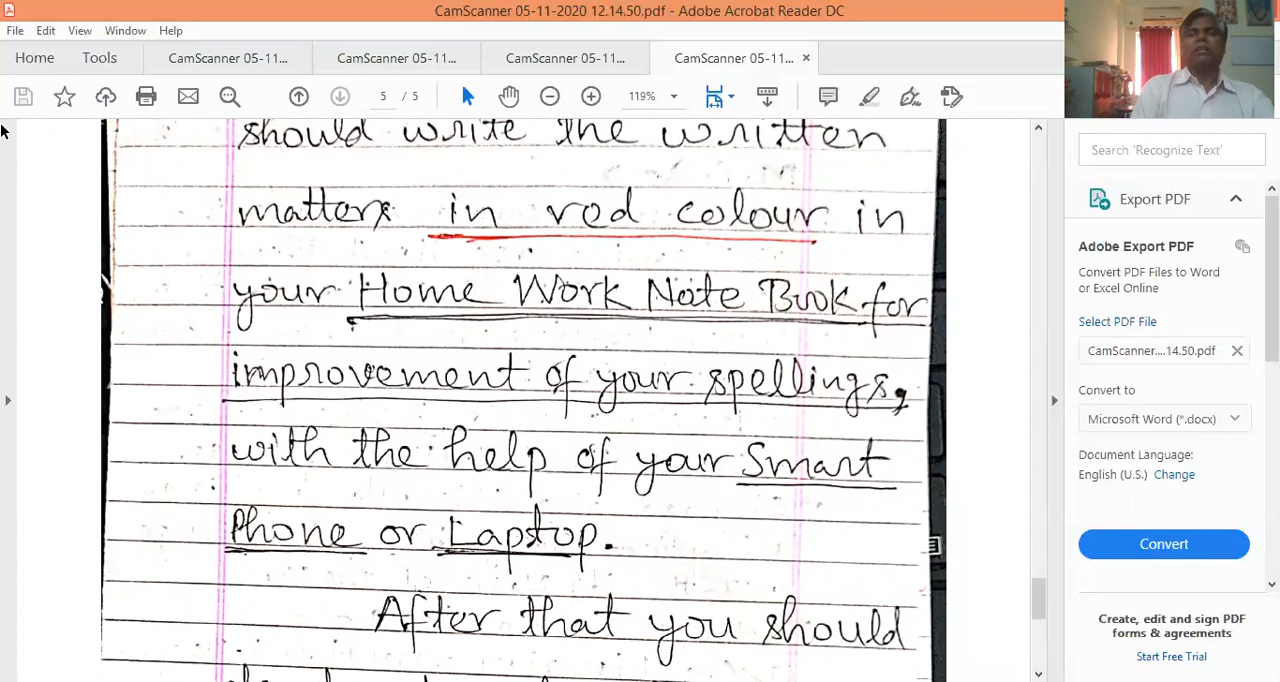 CamScanner 05-11-2020 12.14.50.pdf - Adobe Acrobat Reader DC
File Edit View Window Help
Home Tools CamScanner 05-11... CamScanner 05-11... CamScanner 05-11... CamScanner 05-11... ×
5 / 5 119%
should write the written
matters in red colour in
your Home Work Note Book for
improvement of your spellings,
with the help of your Smart
Phone or Laptop.
After that you should
Search 'Recognize Text'
Export PDF
Adobe Export PDF
Convert PDF Files to Word
or Excel Online
Select PDF File
CamScanner....14.50.pdf
Convert to
Microsoft Word (*.docx)
Document Language:
English (U.S.) Change
Convert
Create, edit and sign PDF
forms & agreements
Start Free Trial